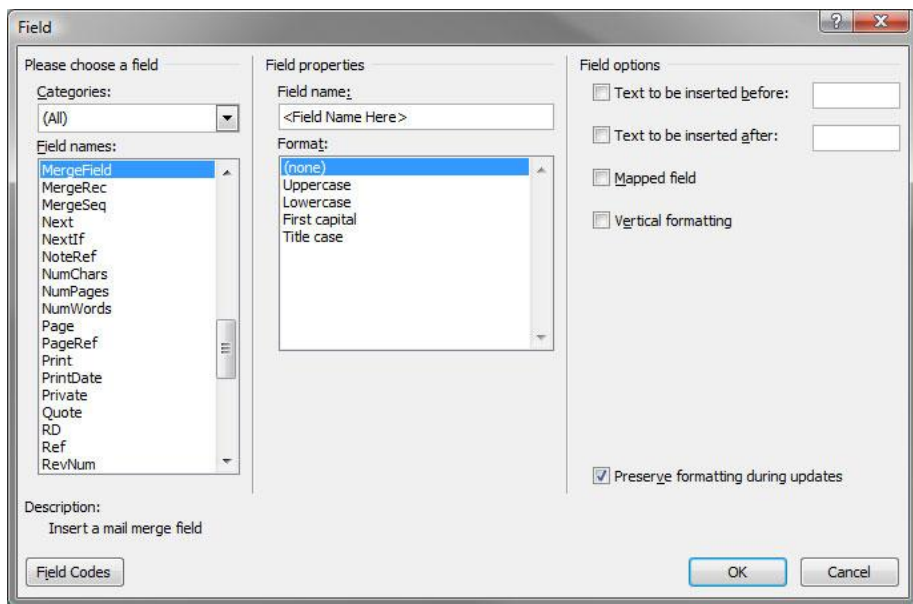 Field
Please choose a field
Categories:
(All)
Field names:
MergeField
MergeRec
MergeSeq
Next
NextIf
NoteRef
NumChars
NumPages
NumWords
Page
PageRef
Print
PrintDate
Private
Quote
RD
Ref
RevNum
Field properties
Field name:
<Field Name Here>
Format:
(none)
Uppercase
Lowercase
First capital
Title case
Field options
Text to be inserted before:
Text to be inserted after:
Mapped field
Vertical formatting
Preserve formatting during updates
Description:
Insert a mail merge field
Field Codes
OK
Cancel